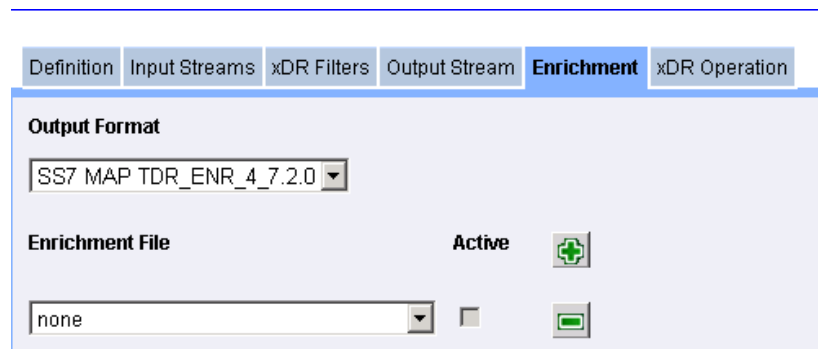 Definition Input Streams xDR Filters Output Stream Enrichment xDR Operation
Output Format
SS7 MAP TDR_ENR_4_7.2.0
Enrichment File Active
none